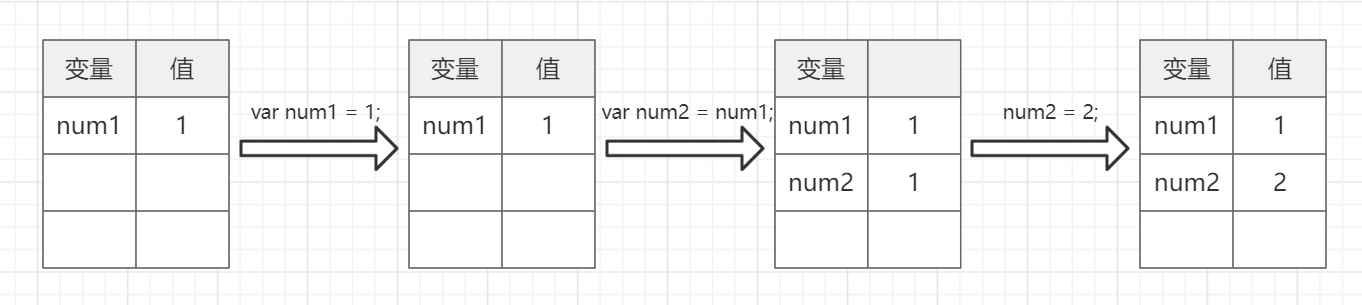 变量 值
num1 1
var num1 = 1;
变量 值
num1 1
var num2 = num1;
变量
num1 1
num2 1
num2 = 2;
变量 值
num1 1
num2 2